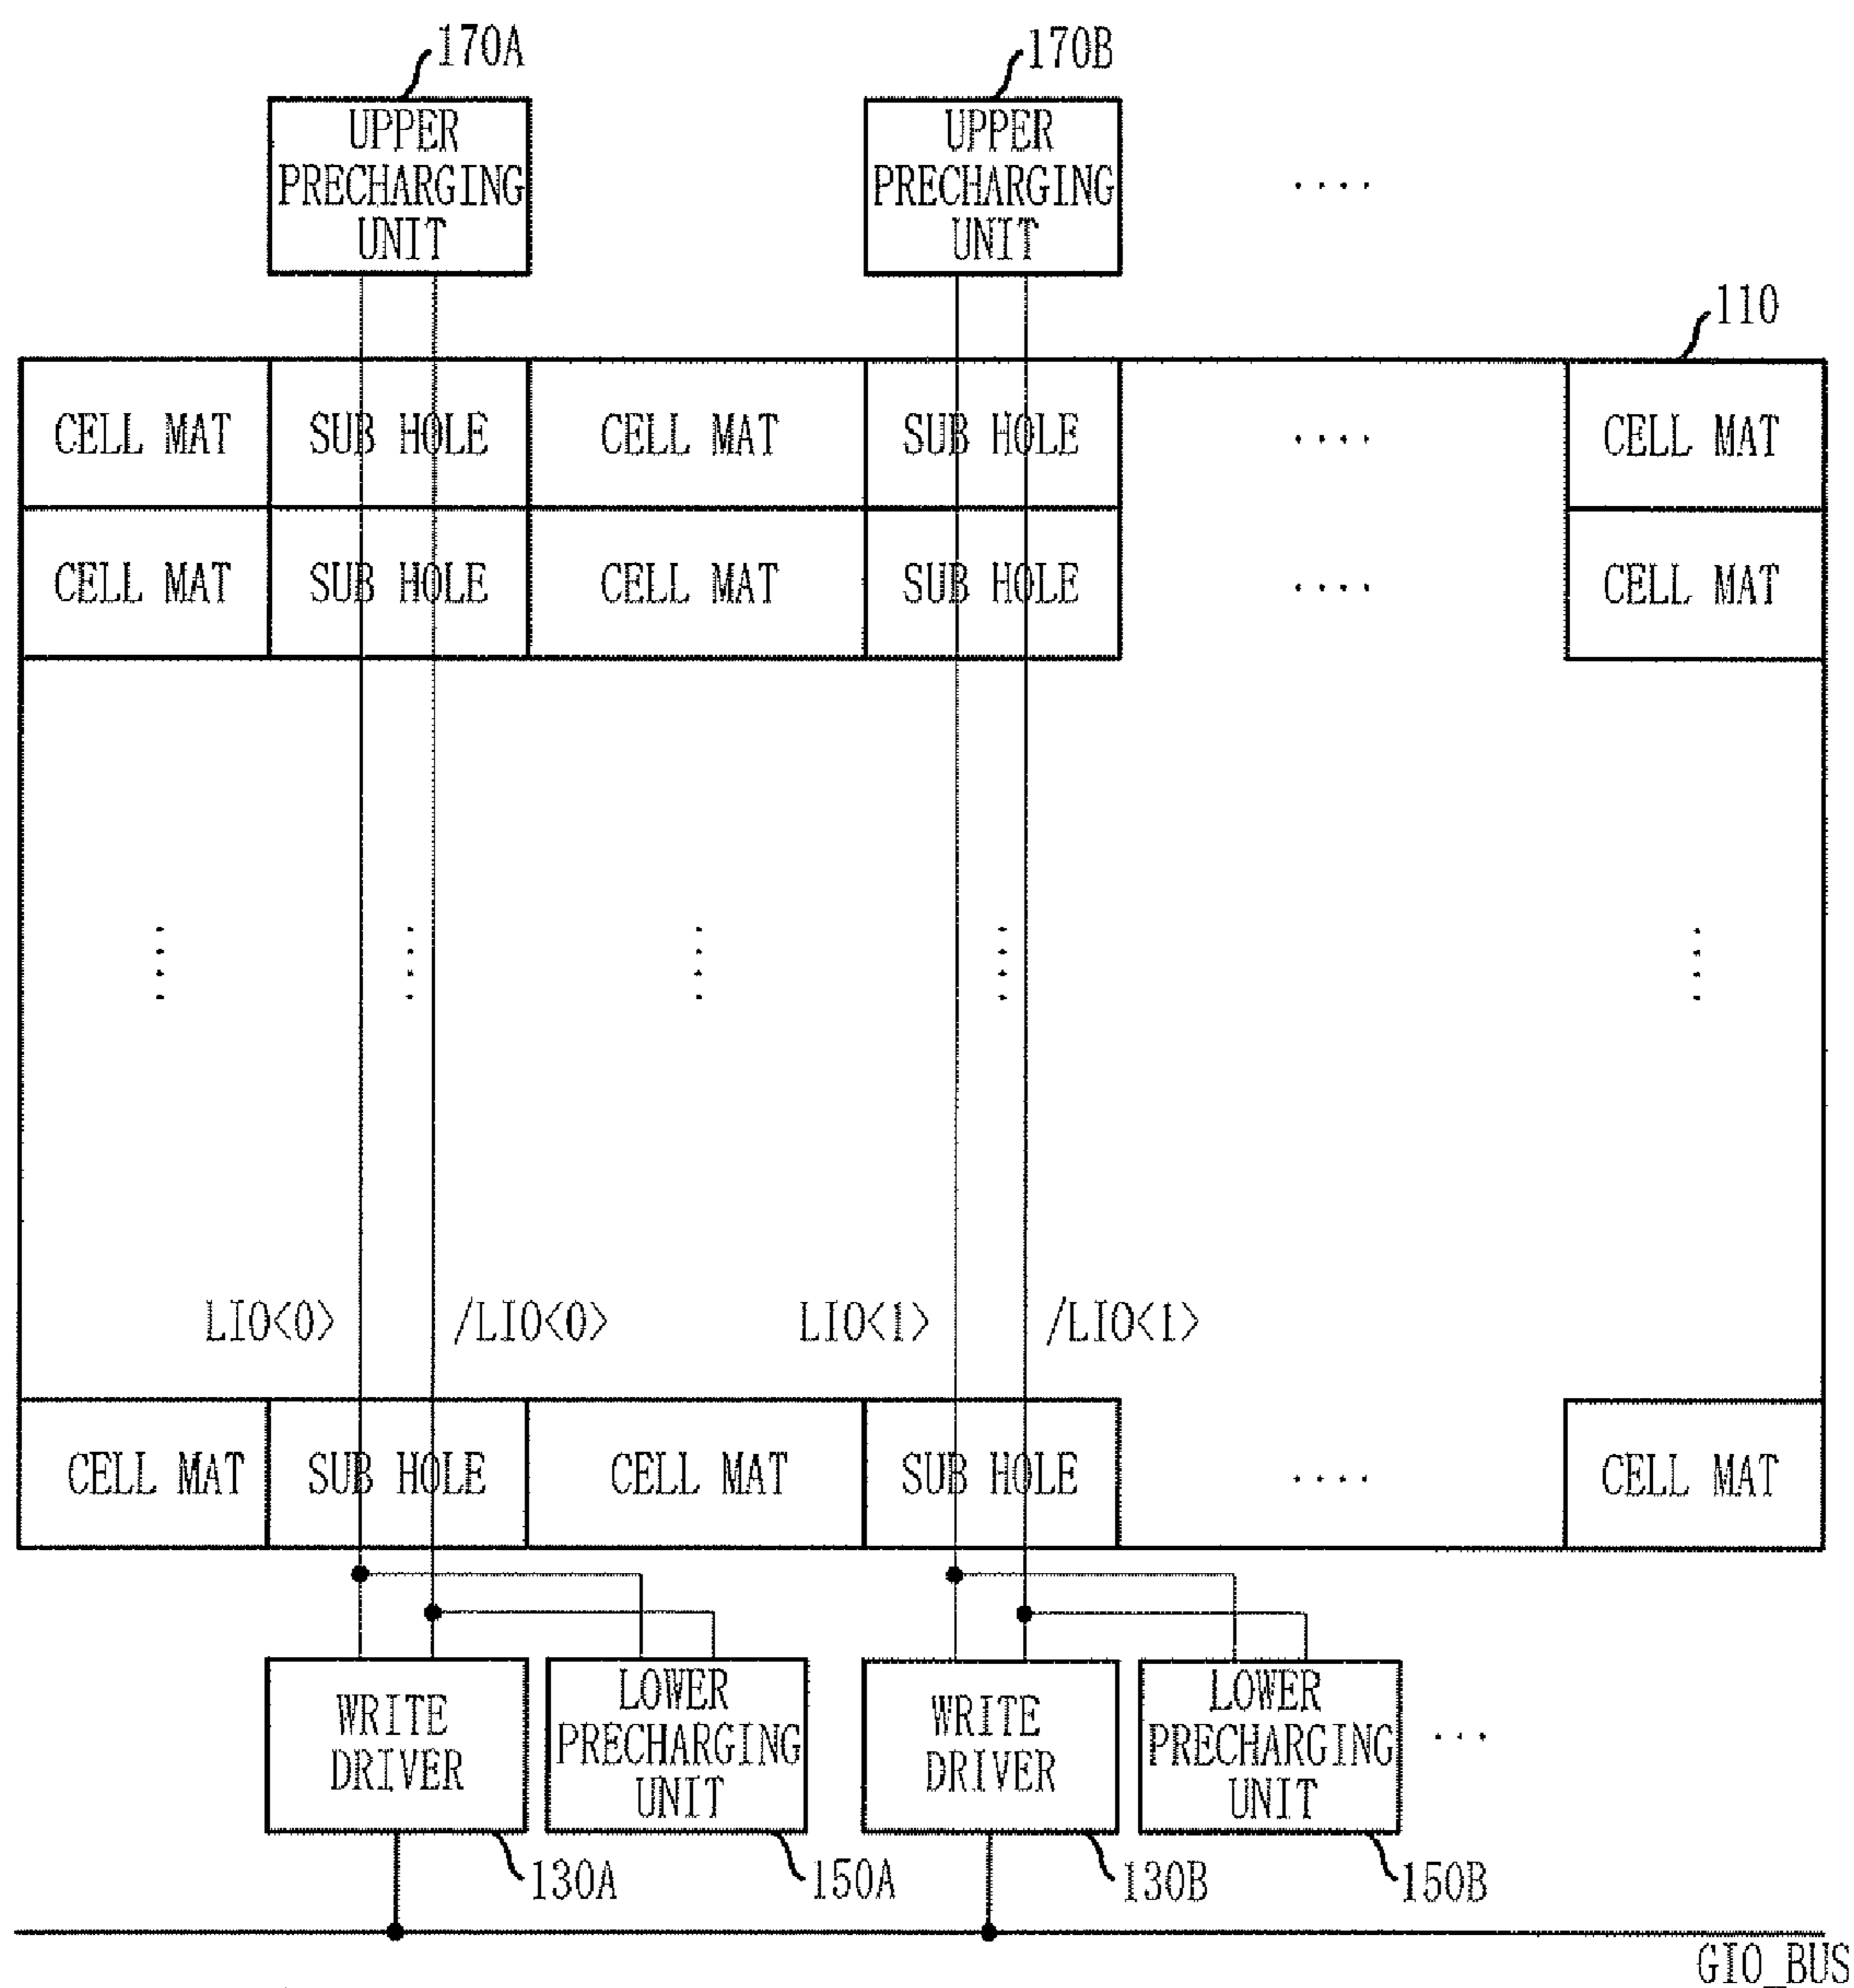 170A
170B
UPPER
PRECHARGING
UNIT
UPPER
PRECHARGING
UNIT
....
110
CELL MAT
SUB HOLE
CELL MAT
SUB HOLE
....
CELL MAT
CELL MAT
SUB HOLE
CELL MAT
SUB HOLE
....
CELL MAT
LIO<0>
/LIO<0>
LIO<1>
/LIO<1>
CELL MAT
SUB HOLE
CELL MAT
SUB HOLE
....
CELL MAT
WRITE
DRIVER
LOWER
PRECHARGING
UNIT
WRITE
DRIVER
LOWER
PRECHARGING
UNIT
...
130A
150A
130B
150B
GIO_BUS